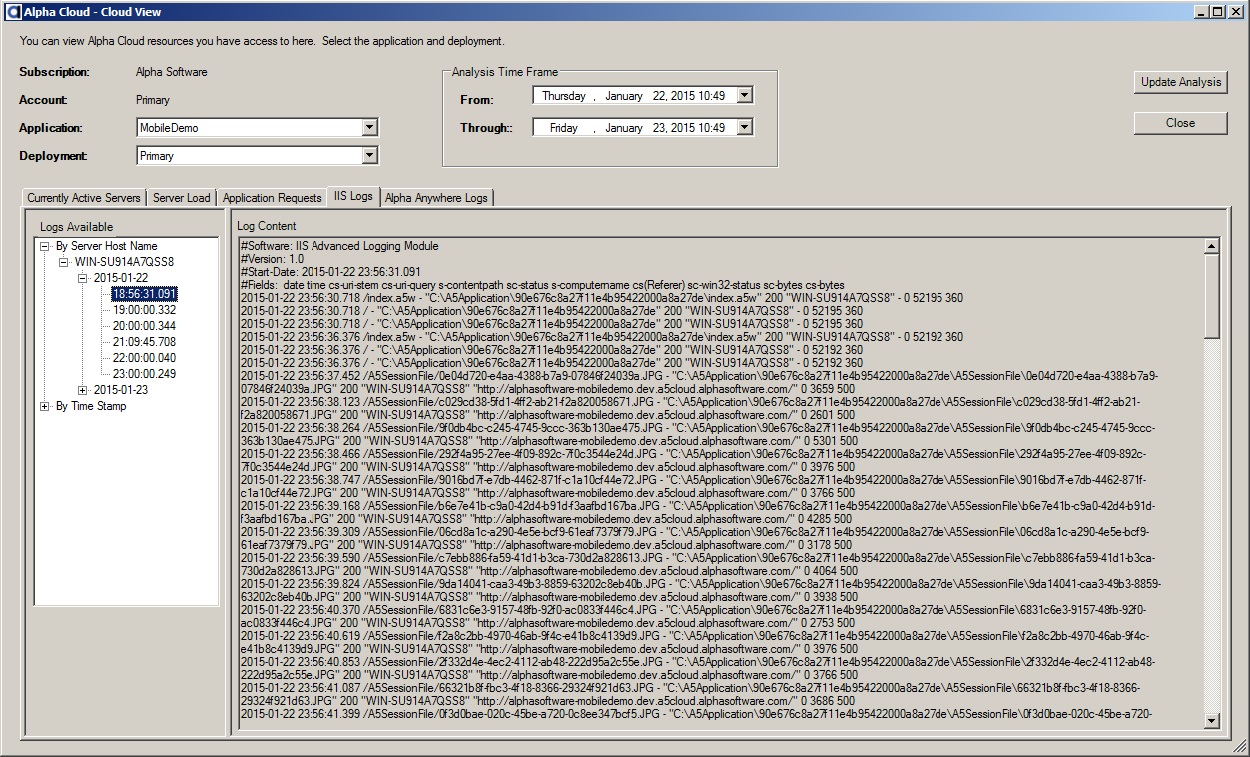 Alpha Cloud - Cloud View
You can view Alpha Cloud resources you have access to here. Select the application and deployment.
Subscription: Alpha Software
Account: Primary
Application: MobileDemo
Deployment: Primary
Analysis Time Frame
From: Thursday , January 22, 2015 10:49
Through:: Friday , January 23, 2015 10:49
Update Analysis
Close
Currently Active Servers
Server Load
Application Requests
IIS Logs
Alpha Anywhere Logs
Logs Available
By Server Host Name
WIN-SU914A7QSS8
2015-01-22
18:56:31.091
19:00:00.332
20:00:00.344
21:09:45.708
22:00:00.040
23:00:00.249
2015-01-23
By Time Stamp
Log Content
#Software: IIS Advanced Logging Module
#Version: 1.0
#Start-Date: 2015-01-22 23:56:31.091
#Fields: date time cs-uri-stem cs-uri-query s-contentpath sc-status s-computername cs(Referer) sc-win32-status sc-bytes cs-bytes
2015-01-22 23:56:30.718 /index.a5w - "C:\A5Application\90e676c8a27f11e4b95422000a8a27de\index.a5w" 200 "WIN-SU914A7QSS8" - 0 52195 360
2015-01-22 23:56:30.718 / - "C:\A5Application\90e676c8a27f11e4b95422000a8a27de" 200 "WIN-SU914A7QSS8" - 0 52195 360
2015-01-22 23:56:30.718 / - "C:\A5Application\90e676c8a27f11e4b95422000a8a27de" 200 "WIN-SU914A7QSS8" - 0 52195 360
2015-01-22 23:56:36.376 /index.a5w - "C:\A5Application\90e676c8a27f11e4b95422000a8a27de\index.a5w" 200 "WIN-SU914A7QSS8" - 0 52192 360
2015-01-22 23:56:36.376 / - "C:\A5Application\90e676c8a27f11e4b95422000a8a27de" 200 "WIN-SU914A7QSS8" - 0 52192 360
2015-01-22 23:56:36.376 / - "C:\A5Application\90e676c8a27f11e4b95422000a8a27de" 200 "WIN-SU914A7QSS8" - 0 52192 360
2015-01-22 23:56:37.452 /A5SessionFile/0e04d720-e4aa-4388-b7a9-07846f24039a.JPG - "C:\A5Application\90e676c8a27f11e4b95422000a8a27de\A5SessionFile\0e04d720-e4aa-4388-b7a9-
07846f24039a.JPG" 200 "WIN-SU914A7QSS8" "http://alphasoftware-mobiledemo.dev.a5cloud.alphasoftware.com/" 0 3659 500
2015-01-22 23:56:38.123 /A5SessionFile/c029cd38-5fd1-4ff2-ab21-f2a820058671.JPG - "C:\A5Application\90e676c8a27f11e4b95422000a8a27de\A5SessionFile\c029cd38-5fd1-4ff2-ab21-
f2a820058671.JPG" 200 "WIN-SU914A7QSS8" "http://alphasoftware-mobiledemo.dev.a5cloud.alphasoftware.com/" 0 2601 500
2015-01-22 23:56:38.264 /A5SessionFile/9f0db4bc-c245-4745-9ccc-363b130ae475.JPG - "C:\A5Application\90e676c8a27f11e4b95422000a8a27de\A5SessionFile\9f0db4bc-c245-4745-9ccc-
363b130ae475.JPG" 200 "WIN-SU914A7QSS8" "http://alphasoftware-mobiledemo.dev.a5cloud.alphasoftware.com/" 0 5301 500
2015-01-22 23:56:38.466 /A5SessionFile/292f4a95-27ee-4f09-892c-7f0c3544e24d.JPG - "C:\A5Application\90e676c8a27f11e4b95422000a8a27de\A5SessionFile\292f4a95-27ee-4f09-892c-
7f0c3544e24d.JPG" 200 "WIN-SU914A7QSS8" "http://alphasoftware-mobiledemo.dev.a5cloud.alphasoftware.com/" 0 3976 500
2015-01-22 23:56:38.747 /A5SessionFile/9016bd7f-e7db-4462-871f-c1a10cf44e72.JPG - "C:\A5Application\90e676c8a27f11e4b95422000a8a27de\A5SessionFile\9016bd7f-e7db-4462-871f-
c1a10cf44e72.JPG" 200 "WIN-SU914A7QSS8" "http://alphasoftware-mobiledemo.dev.a5cloud.alphasoftware.com/" 0 3766 500
2015-01-22 23:56:39.168 /A5SessionFile/b6e7e41b-c9a0-42d4-b91d-f3aafbd167ba.JPG - "C:\A5Application\90e676c8a27f11e4b95422000a8a27de\A5SessionFile\b6e7e41b-c9a0-42d4-b91d-
f3aafbd167ba.JPG" 200 "WIN-SU914A7QSS8" "http://alphasoftware-mobiledemo.dev.a5cloud.alphasoftware.com/" 0 4285 500
2015-01-22 23:56:39.309 /A5SessionFile/06cd8a1c-a290-4e5e-bcf9-61eaf7379f79.JPG - "C:\A5Application\90e676c8a27f11e4b95422000a8a27de\A5SessionFile\06cd8a1c-a290-4e5e-bcf9-
61eaf7379f79.JPG" 200 "WIN-SU914A7QSS8" "http://alphasoftware-mobiledemo.dev.a5cloud.alphasoftware.com/" 0 3178 500
2015-01-22 23:56:39.590 /A5SessionFile/c7ebb886-fa59-41d1-b3ca-730d2a828613.JPG - "C:\A5Application\90e676c8a27f11e4b95422000a8a27de\A5SessionFile\c7ebb886-fa59-41d1-b3ca-
730d2a828613.JPG" 200 "WIN-SU914A7QSS8" "http://alphasoftware-mobiledemo.dev.a5cloud.alphasoftware.com/" 0 4064 500
2015-01-22 23:56:39.824 /A5SessionFile/9da14041-caa3-49b3-8859-63202c8eb40b.JPG - "C:\A5Application\90e676c8a27f11e4b95422000a8a27de\A5SessionFile\9da14041-caa3-49b3-8859-
63202c8eb40b.JPG" 200 "WIN-SU914A7QSS8" "http://alphasoftware-mobiledemo.dev.a5cloud.alphasoftware.com/" 0 3938 500
2015-01-22 23:56:40.370 /A5SessionFile/6831c6e3-9157-48fb-92f0-ac0833f446c4.JPG - "C:\A5Application\90e676c8a27f11e4b95422000a8a27de\A5SessionFile\6831c6e3-9157-48fb-92f0-
ac0833f446c4.JPG" 200 "WIN-SU914A7QSS8" "http://alphasoftware-mobiledemo.dev.a5cloud.alphasoftware.com/" 0 2753 500
2015-01-22 23:56:40.619 /A5SessionFile/f2a8c2bb-4970-46ab-9f4c-e41b8c4139d9.JPG - "C:\A5Application\90e676c8a27f11e4b95422000a8a27de\A5SessionFile\f2a8c2bb-4970-46ab-9f4c-
e41b8c4139d9.JPG" 200 "WIN-SU914A7QSS8" "http://alphasoftware-mobiledemo.dev.a5cloud.alphasoftware.com/" 0 3976 500
2015-01-22 23:56:40.853 /A5SessionFile/2f332d4e-4ec2-4112-ab48-222d95a2c55e.JPG - "C:\A5Application\90e676c8a27f11e4b95422000a8a27de\A5SessionFile\2f332d4e-4ec2-4112-ab48-
222d95a2c55e.JPG" 200 "WIN-SU914A7QSS8" "http://alphasoftware-mobiledemo.dev.a5cloud.alphasoftware.com/" 0 3766 500
2015-01-22 23:56:41.087 /A5SessionFile/66321b8f-fbc3-4f18-8366-29324f921d63.JPG - "C:\A5Application\90e676c8a27f11e4b95422000a8a27de\A5SessionFile\66321b8f-fbc3-4f18-8366-
29324f921d63.JPG" 200 "WIN-SU914A7QSS8" "http://alphasoftware-mobiledemo.dev.a5cloud.alphasoftware.com/" 0 3686 500
2015-01-22 23:56:41.399 /A5SessionFile/0f3d0bae-020c-45be-a720-0c8ee347bcf5.JPG - "C:\A5Application\90e676c8a27f11e4b95422000a8a27de\A5SessionFile\0f3d0bae-020c-45be-a720-